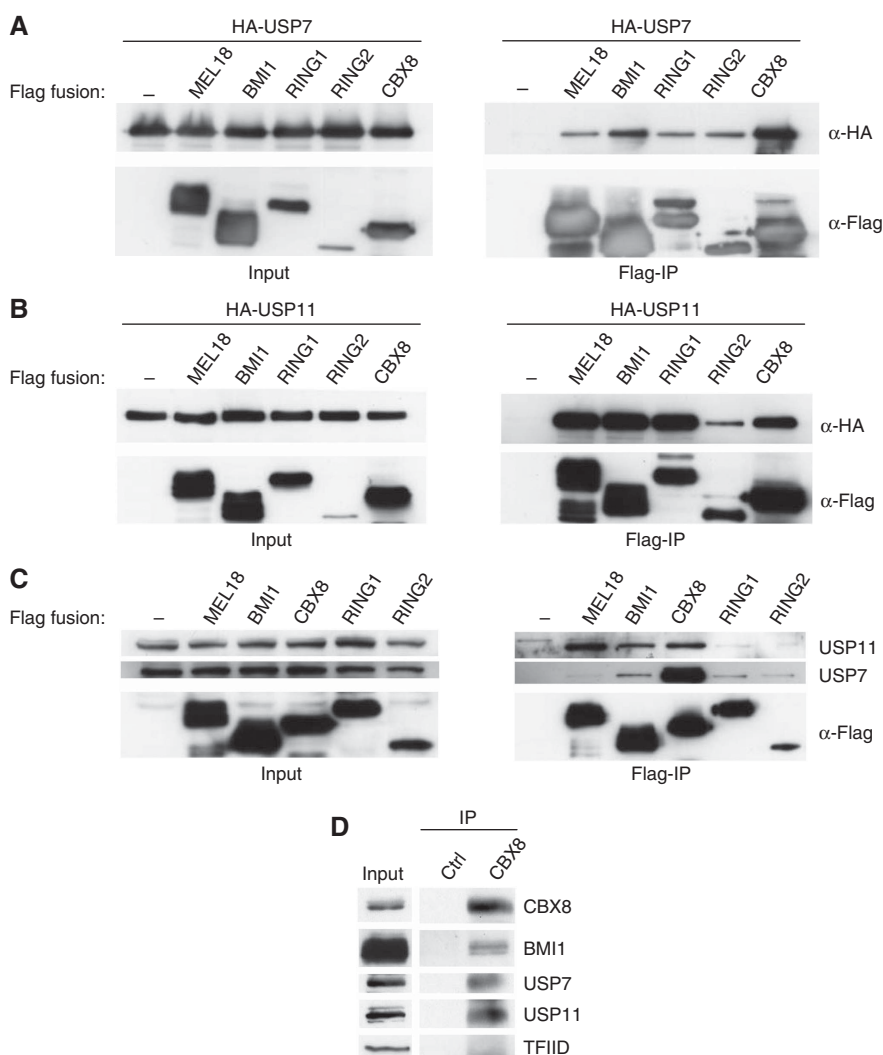 A
HA-USP7
HA-USP7
Flag fusion:
–
MEL18
BMI1
RING1
RING2
CBX8
–
MEL18
BMI1
RING1
RING2
CBX8
α-HA
α-Flag
Input
Flag-IP
B
HA-USP11
HA-USP11
Flag fusion:
–
MEL18
BMI1
RING1
RING2
CBX8
–
MEL18
BMI1
RING1
RING2
CBX8
α-HA
α-Flag
Input
Flag-IP
C
Flag fusion:
–
MEL18
BMI1
CBX8
RING1
RING2
–
MEL18
BMI1
CBX8
RING1
RING2
USP11
USP7
α-Flag
Input
Flag-IP
D
IP
Input
Ctrl
CBX8
CBX8
BMI1
USP7
USP11
TFIID